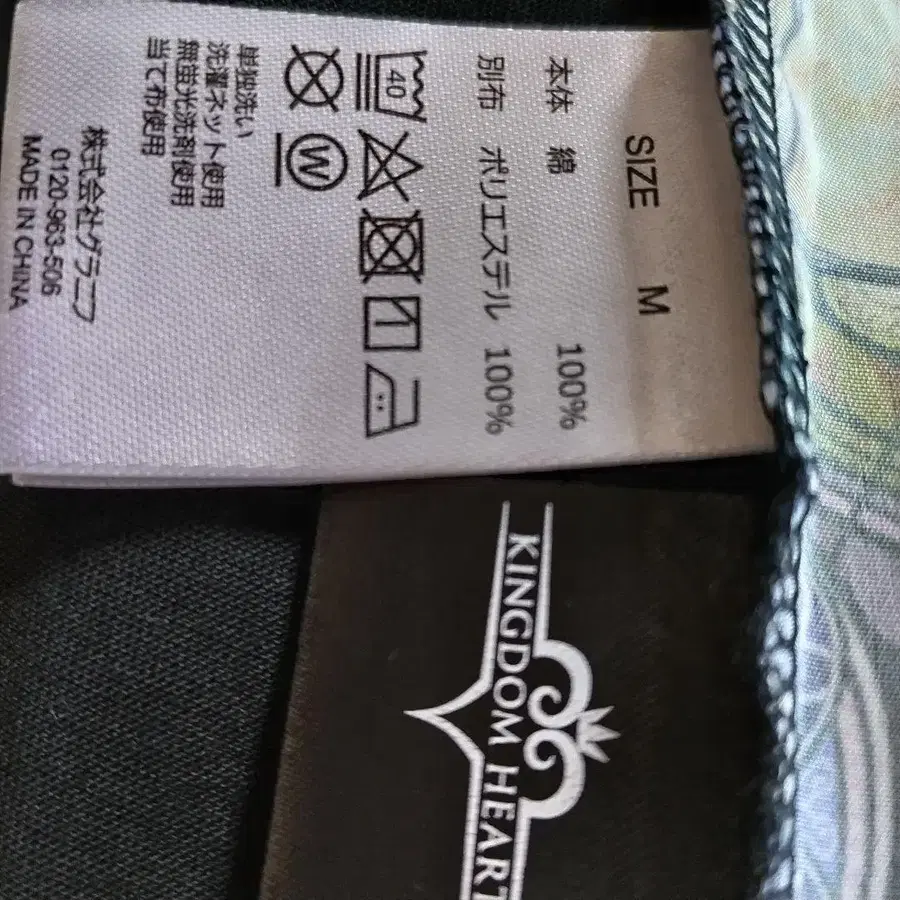 SIZE M
本体 綿 100%
別布 ポリエステル 100%
40
W
単独洗い
洗濯ネット使用
無蛍光洗剤使用
当て布使用
株式会社グラニフ
0120-963-506
MADE IN CHINA
KINGDOM HEART